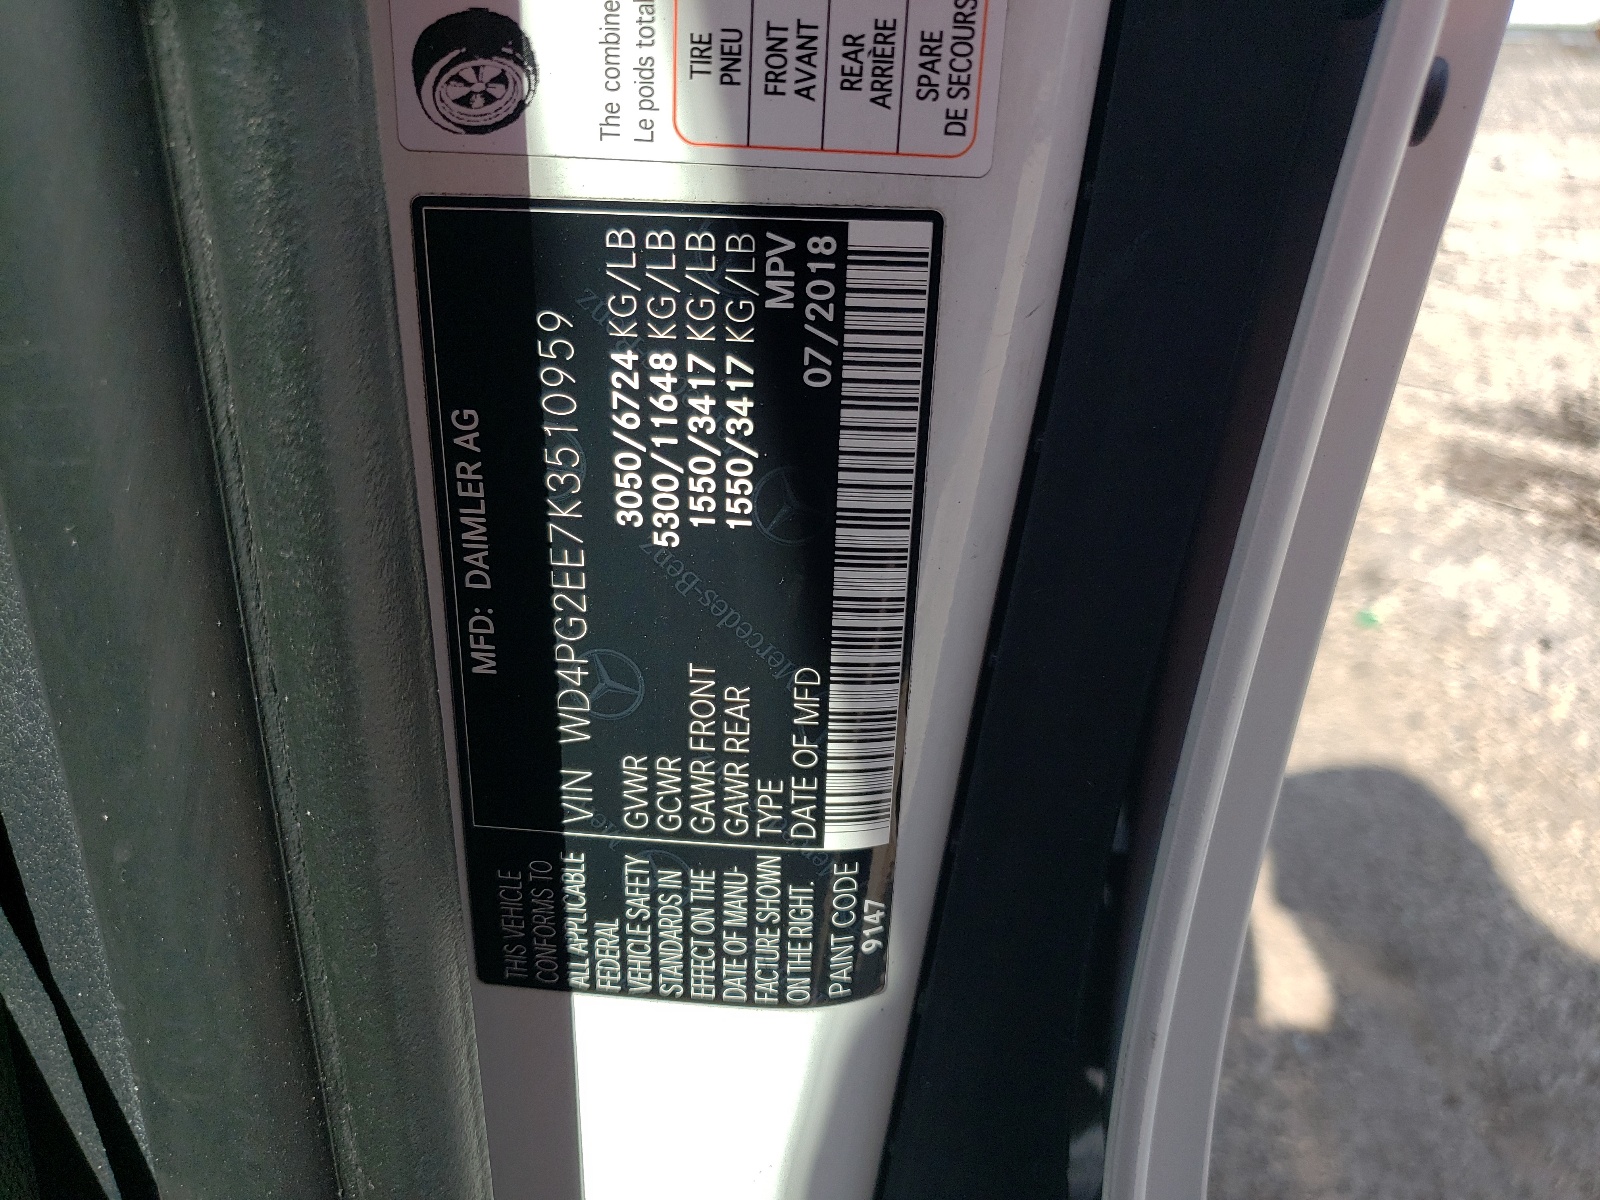 MFD: DAIMLER AG
THIS VEHICLE
CONFORMS TO
ALL APPLICABLE
FEDERAL
VEHICLE SAFETY
STANDARDS IN
EFFECT ON THE
DATE OF MANU-
FACTURE SHOWN
ON THE RIGHT.
PAINT CODE
9147
VIN WD4PG2EE7K3510959
GVWR 3050/6724 KG/LB
GCWR 5300/11648 KG/LB
GAWR FRONT 1550/3417 KG/LB
GAWR REAR 1550/3417 KG/LB
TYPE MPV
DATE OF MFD 07/2018
Mercedes-Benz
The combine
Le poids total
TIRE
PNEU
FRONT
AVANT
REAR
ARRIÈRE
SPARE
DE SECOURS